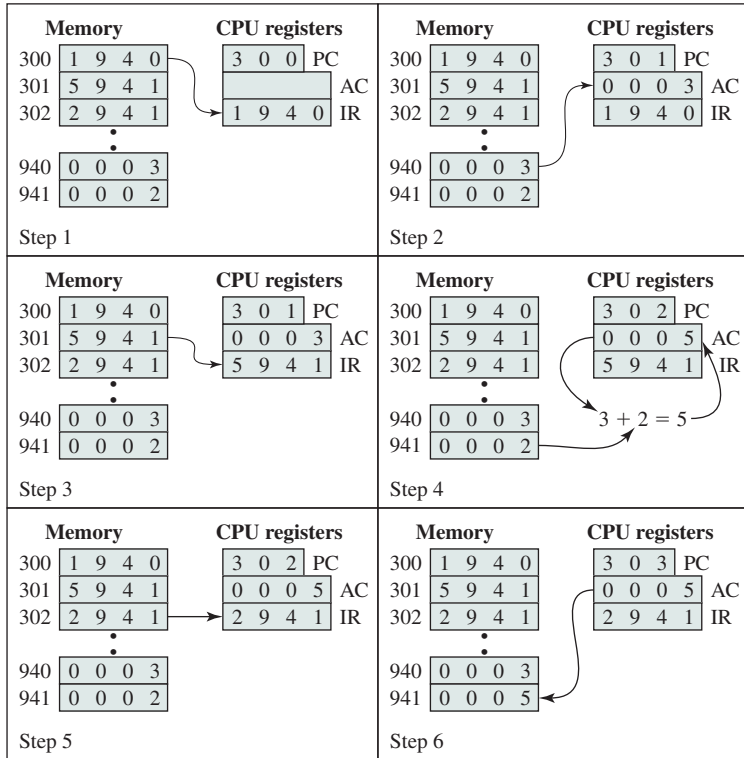 Memory CPU registers
300 1 9 4 0 3 0 0 PC
301 5 9 4 1 AC
302 2 9 4 1 1 9 4 0 IR
940 0 0 0 3
941 0 0 0 2
Step 1
Memory CPU registers
300 1 9 4 0 3 0 1 PC
301 5 9 4 1 0 0 0 3 AC
302 2 9 4 1 1 9 4 0 IR
940 0 0 0 3
941 0 0 0 2
Step 2
Memory CPU registers
300 1 9 4 0 3 0 1 PC
301 5 9 4 1 0 0 0 3 AC
302 2 9 4 1 5 9 4 1 IR
940 0 0 0 3
941 0 0 0 2
Step 3
Memory CPU registers
300 1 9 4 0 3 0 2 PC
301 5 9 4 1 0 0 0 5 AC
302 2 9 4 1 5 9 4 1 IR
940 0 0 0 3 3 + 2 = 5
941 0 0 0 2
Step 4
Memory CPU registers
300 1 9 4 0 3 0 2 PC
301 5 9 4 1 0 0 0 5 AC
302 2 9 4 1 2 9 4 1 IR
940 0 0 0 3
941 0 0 0 2
Step 5
Memory CPU registers
300 1 9 4 0 3 0 3 PC
301 5 9 4 1 0 0 0 5 AC
302 2 9 4 1 2 9 4 1 IR
940 0 0 0 3
941 0 0 0 5
Step 6